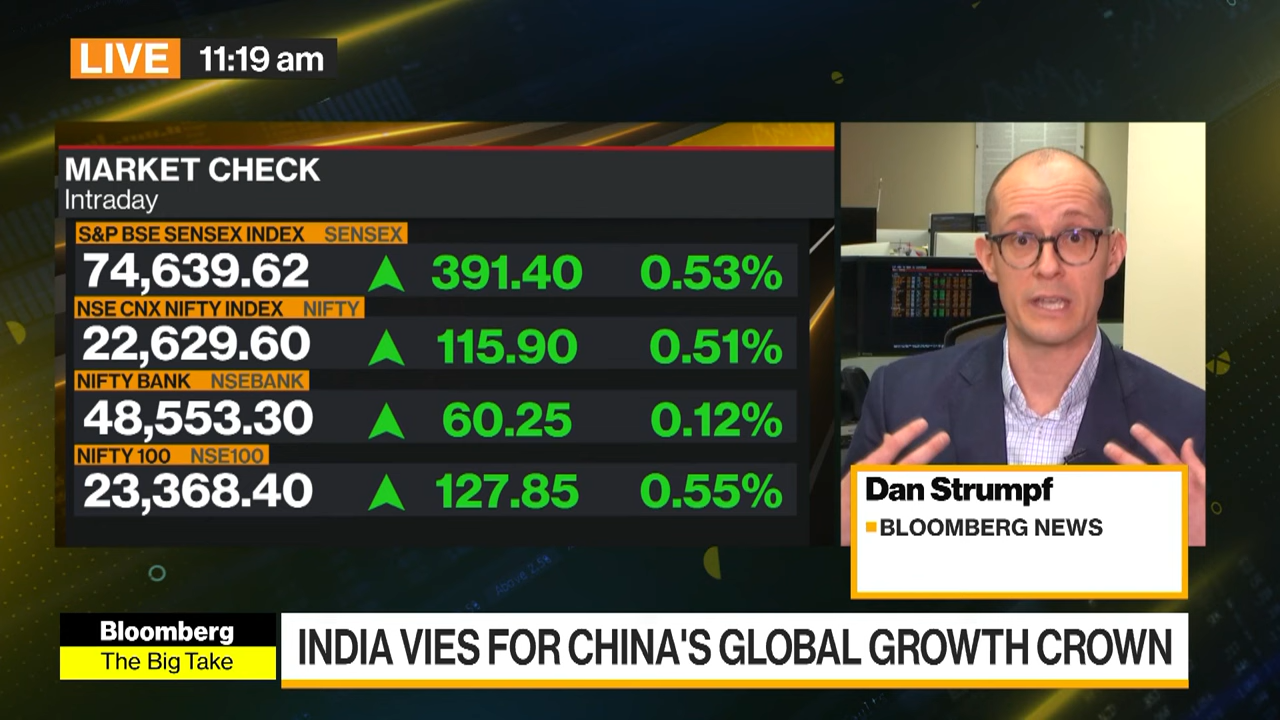 LIVE 11:19 am
MARKET CHECK
Intraday
S&P BSE SENSEX INDEX SENSEX
74,639.62 ▲ 391.40 0.53%
NSE CNX NIFTY INDEX NIFTY
22,629.60 ▲ 115.90 0.51%
NIFTY BANK NSEBANK
48,553.30 ▲ 60.25 0.12%
NIFTY 100 NSE100
23,368.40 ▲ 127.85 0.55%
Dan Strumpf
BLOOMBERG NEWS
Bloomberg
The Big Take
INDIA VIES FOR CHINA'S GLOBAL GROWTH CROWN